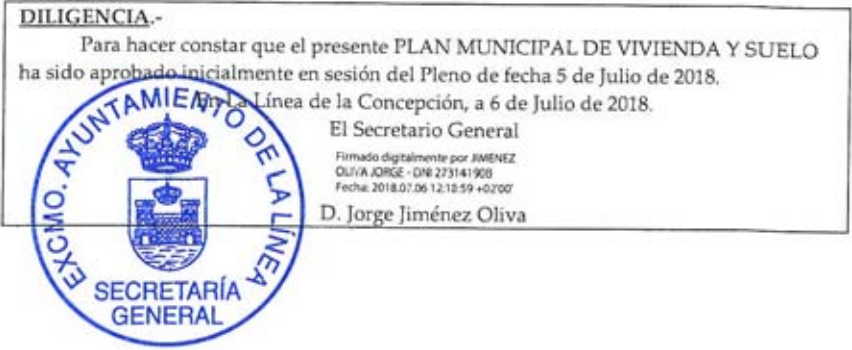 DILIGENCIA.-
Para hacer constar que el presente PLAN MUNICIPAL DE VIVIENDA Y SUELO
ha sido aprobado inicialmente en sesión del Pleno de fecha 5 de Julio de 2018.
En La Línea de la Concepción, a 6 de Julio de 2018.
El Secretario General
Firmado digitalmente por JIMENEZ
OLIVA JORGE - DNI 27314190B
Fecha: 2018.07.06 12:18:59 +02'00'
D. Jorge Jiménez Oliva
EXCMO. AYUNTAMIENTO DE LA LÍNEA
SECRETARÍA
GENERAL